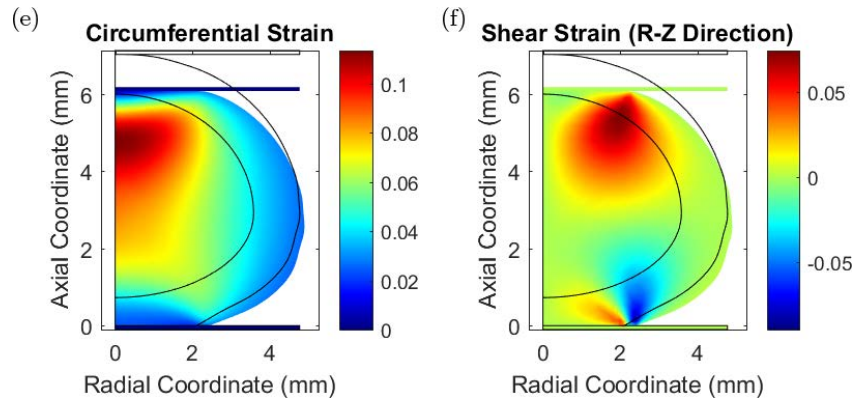 (e)
Circumferential Strain
Axial Coordinate (mm)
6
4
2
0
0
2
4
Radial Coordinate (mm)
0.1
0.08
0.06
0.04
0.02
0
(f)
Shear Strain (R-Z Direction)
Axial Coordinate (mm)
6
4
2
0
0
2
4
Radial Coordinate (mm)
0.05
0
-0.05